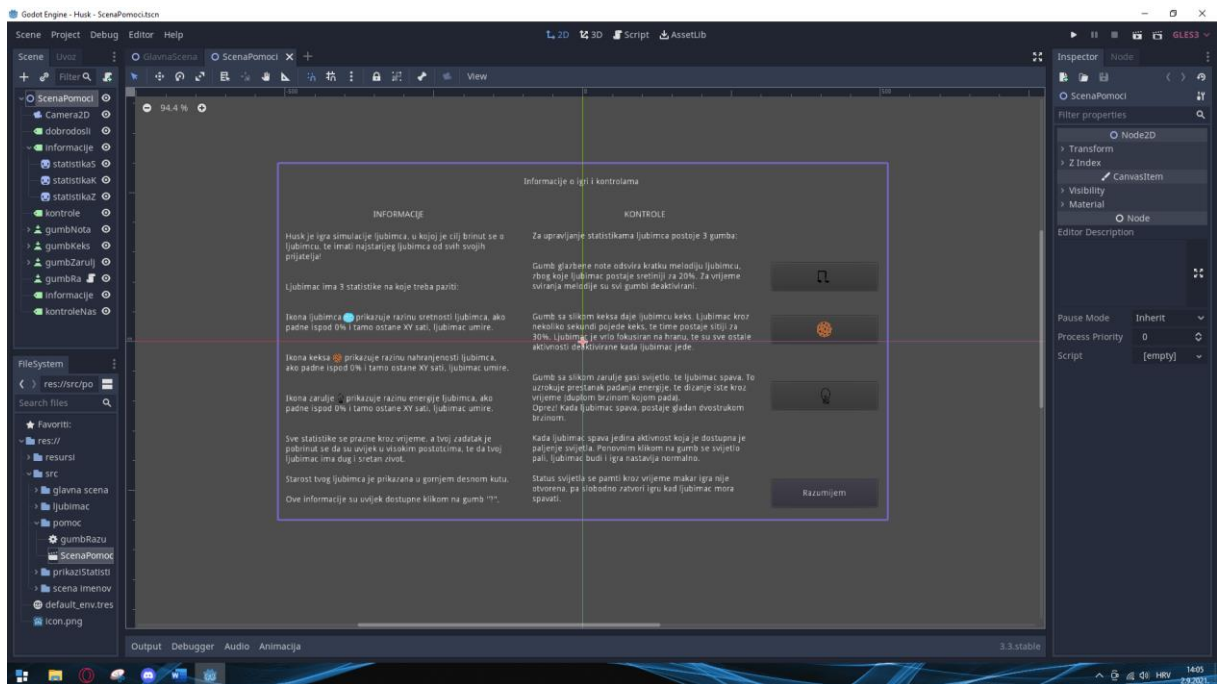 Godot Engine - Husk - ScenaPomoci.tscn
Scene Project Debug Editor Help
2D 3D Script AssetLib
GLES3
Scene Uvoz
GlavnaScena ScenaPomoci
Inspector Node
Filter
View
ScenaPomoci
Camera2D
dobrodosli
informacije
statistikaS
statistikaK
statistikaZ
kontrole
gumbNota
gumbKeks
gumbZarulj
gumbRa
informacije
kontroleNas
FileSystem
res://src/po
Search files
Favoriti:
res://
resursi
src
glavna scena
ljubimac
pomoc
gumbRazu
ScenaPomoc
prikaziStatisti
scena imenov
default_env.tres
icon.png
94.4 %
-500
0
500
Informacije o igri i kontrolama
INFORMACIJE
Husk je igra simulacije ljubimca, u kojoj je cilj brinut se o
ljubimcu, te imati najstarijeg ljubimca od svih svojih
prijatelja!
Ljubimac ima 3 statistike na koje treba paziti:
Ikona ljubimca prikazuje razinu sretnosti ljubimca, ako
padne ispod 0% i tamo ostane XY sati, ljubimac umire.
Ikona keksa prikazuje razinu nahranjenosti ljubimca,
ako padne ispod 0% i tamo ostane XY sati, ljubimac umire.
Ikona zarulje prikazuje razinu energije ljubimca, ako
padne ispod 0% i tamo ostane XY sati, ljubimac umire.
Sve statistike se prazne kroz vrijeme, a tvoj zadatak je
pobrinut se da su uvijek u visokim postotcima, te da tvoj
ljubimac ima dug i sretan zivot.
Starost tvog ljubimca je prikazana u gornjem desnom kutu.
Ove informacije su uvijek dostupne klikom na gumb "?".
KONTROLE
Za upravljanje statistikama ljubimca postoje 3 gumba:
Gumb glazbene note odsvira kratku melodiju ljubimcu,
zbog koje ljubimac postaje sretiniji za 20%. Za vrijeme
sviranja melodije su svi gumbi deaktivirani.
Gumb sa slikom keksa daje ljubimcu keks. Ljubimac kroz
nekoliko sekundi pojede keks, te time postaje sitiji za
30%. Ljubimac je vrlo fokusiran na hranu, te su sve ostale
aktivnosti deaktivirane kada ljubimac jede.
Gumb sa slikom zarulje gasi svijetlo, te ljubimac spava. To
uzrokuje prestanak padanja energije, te dizanje iste kroz
vrijeme (duplom brzinom kojom pada).
Oprez! Kada ljubimac spava, postaje gladan dvostrukom
brzinom.
Kada ljubimac spava jedina aktivnost koja je dostupna je
paljenje svijetla. Ponovnim klikom na gumb se svijetlo
pali, ljubimac budi i igra nastavlja normalno.
Status svijetla se pamti kroz vrijeme makar igra nije
otvorena, pa slobodno zatvori igru kad ljubimac mora
spavati.
Razumijem
ScenaPomoci
Filter properties
Node2D
Transform
Z Index
CanvasItem
Visibility
Material
Node
Editor Description
Pause Mode Inherit
Process Priority 0
Script [empty]
Output Debugger Audio Animacija
3.3.stable
HRV
14:05
2.9.2021.